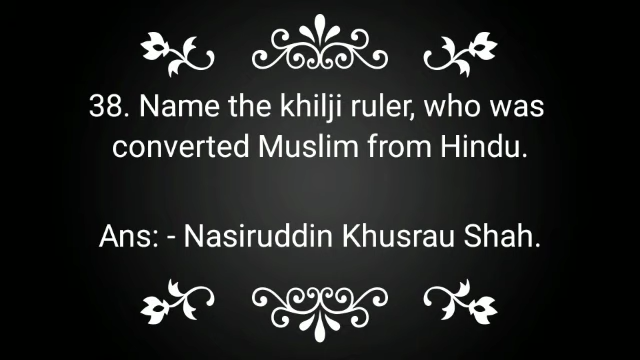 38. Name the khilji ruler, who was
converted Muslim from Hindu.
Ans: - Nasiruddin Khusrau Shah.